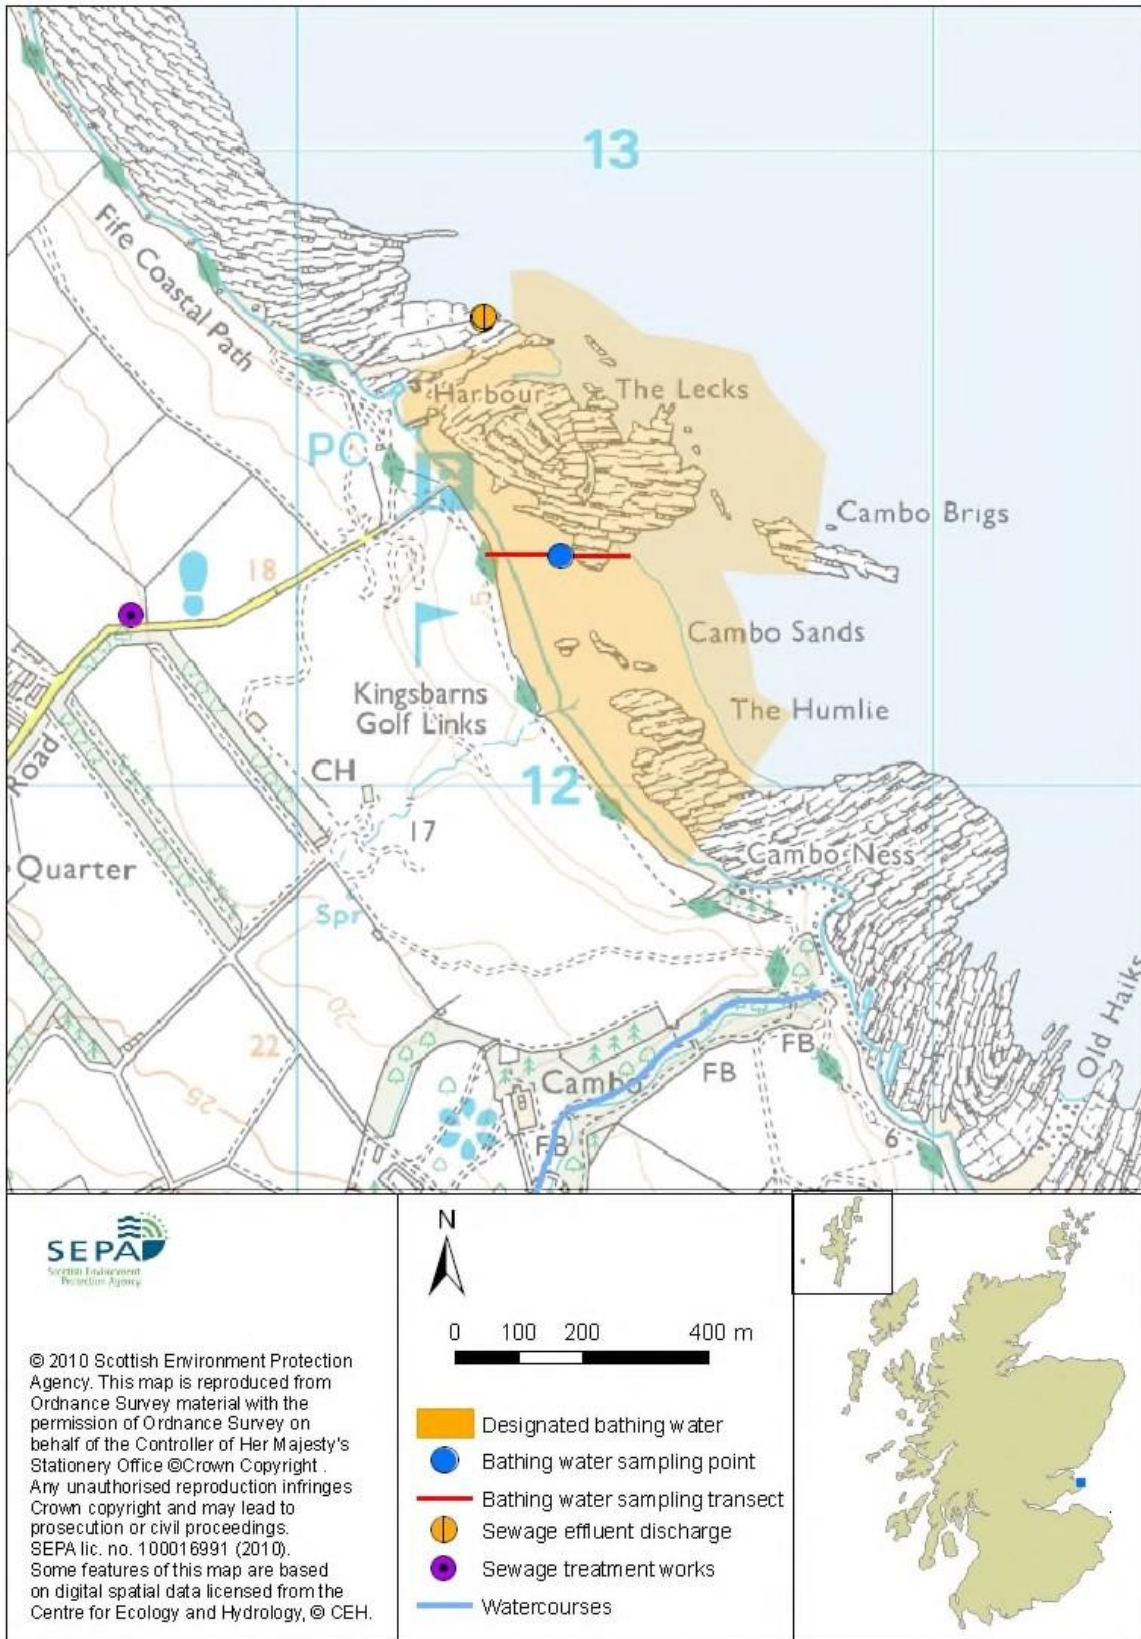 13
Fife Coastal Path
Harbour
The Lecks
PC
Cambo Brigs
18
5
Cambo Sands
Kingsbarns
Golf Links
The Humlie
Road
CH
12
17
Quarter
Cambo Ness
Spr
20
22
25
Cambo
FB
FB
FB
6
Old Haiks
SEPA
Scottish Environment
Protection Agency
© 2010 Scottish Environment Protection
Agency. This map is reproduced from
Ordnance Survey material with the
permission of Ordnance Survey on
behalf of the Controller of Her Majesty's
Stationery Office ©Crown Copyright .
Any unauthorised reproduction infringes
Crown copyright and may lead to
prosecution or civil proceedings.
SEPA lic. no. 100016991 (2010).
Some features of this map are based
on digital spatial data licensed from the
Centre for Ecology and Hydrology, © CEH.
N
0 100 200 400 m
Designated bathing water
Bathing water sampling point
Bathing water sampling transect
Sewage effluent discharge
Sewage treatment works
Watercourses